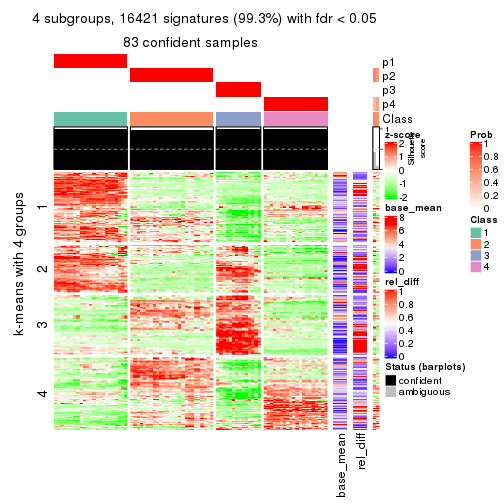 4 subgroups, 16421 signatures (99.3%) with fdr < 0.05
83 confident samples
p1
p2
p3
p4
Class
1
Silhouette
score
k-means with 4 groups
1
2
3
4
base_mean
rel_diff
z-score
2
1
0
-1
-2
base_mean
8
6
4
2
0
rel_diff
1
0.8
0.6
0.4
0.2
0
Status (barplots)
confident
ambiguous
Prob
1
0.8
0.6
0.4
0.2
0
Class
1
2
3
4